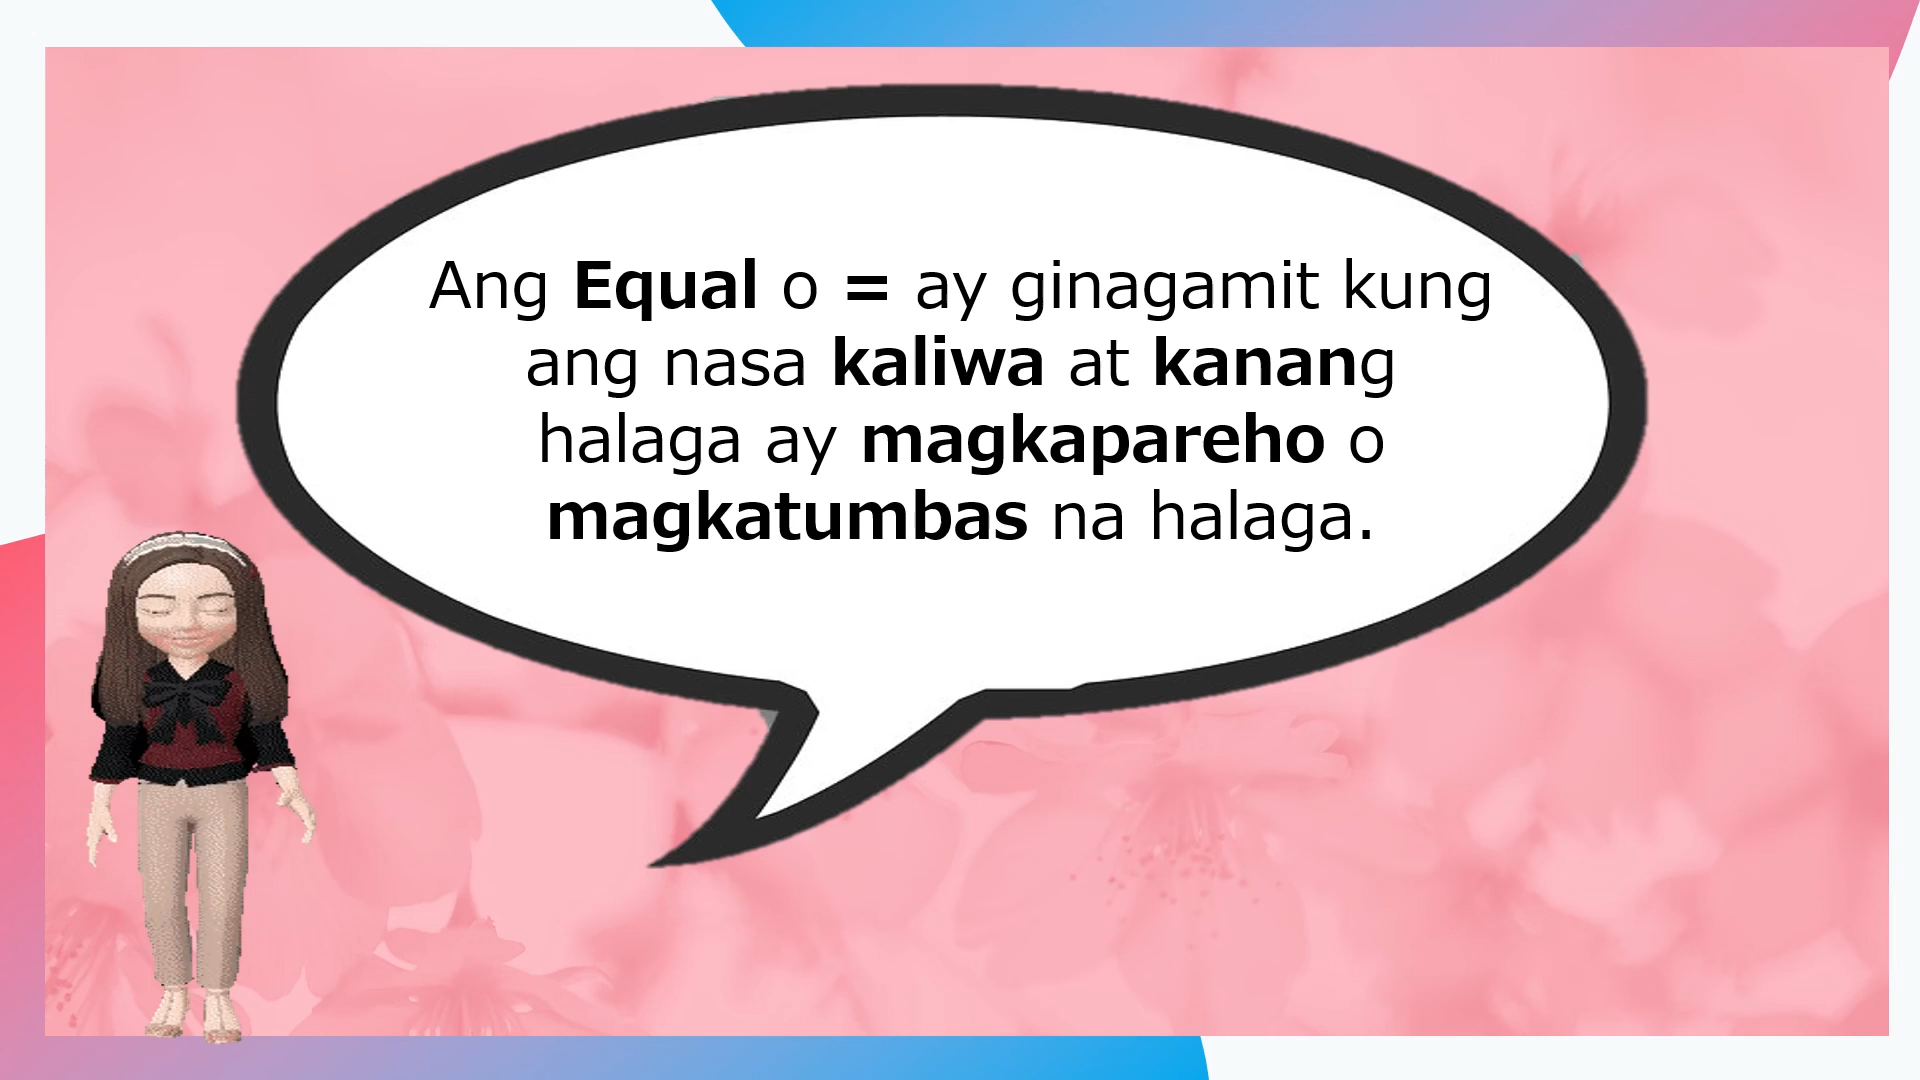 Ang Equal o = ay ginagamit kung
ang nasa kaliwa at kanang
halaga ay magkapareho o
magkatumbas na halaga.